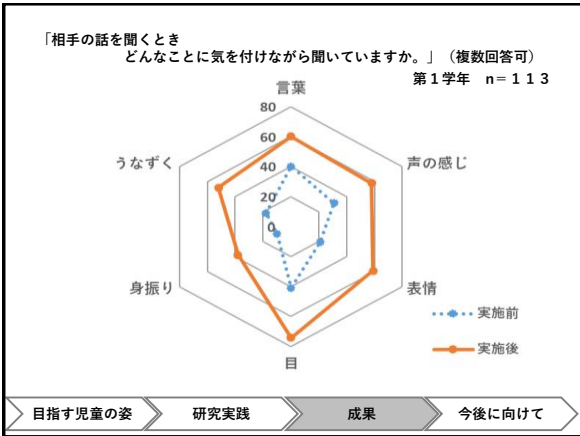 「相手の話を聞くとき
どんなことに気を付けながら聞いていますか。」（複数回答可）
第１学年　n＝１１３
言葉
80
60
40
20
0
うなずく
声の感じ
身振り
表情
目
実施前
実施後
目指す児童の姿
研究実践
成果
今後に向けて